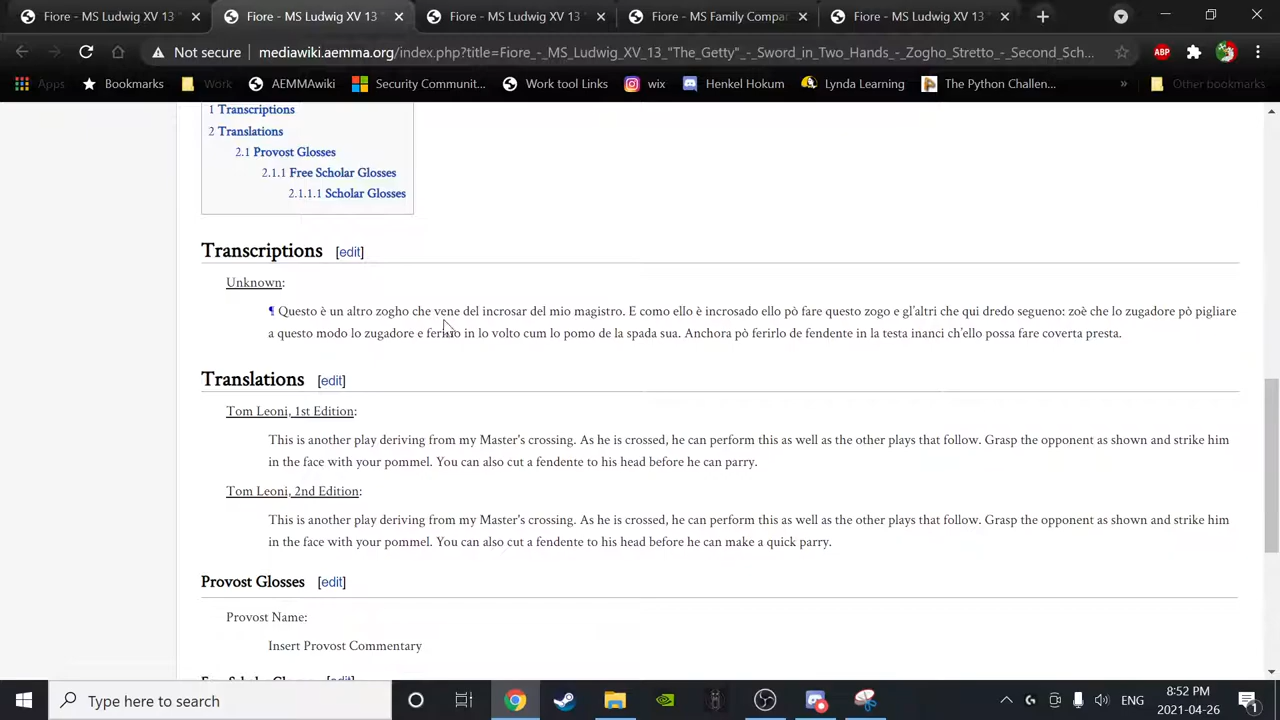 Fiore - MS Ludwig XV 13
Fiore - MS Ludwig XV 13
Fiore - MS Ludwig XV 13
Fiore - MS Family Compar
Fiore - MS Ludwig XV 13
Not secure mediawiki.aemma.org/index.php?title=Fiore_-_MS_Ludwig_XV_13_"The_Getty"_-_Sword_in_Two_Hands_-_Zogho_Stretto_-_Second_Sch...
ABP
Apps Bookmarks Work AEMMAwiki Security Communit... Work tool Links wix Henkel Hokum Lynda Learning The Python Challen... » Other bookmarks
1 Transcriptions
2 Translations
2.1 Provost Glosses
2.1.1 Free Scholar Glosses
2.1.1.1 Scholar Glosses
Transcriptions [edit]
Unknown:
¶ Questo è un altro zogho che vene del incrosar del mio magistro. E como ello è incrosado ello pò fare questo zogo e gl'altri che qui dredo segueno: zoè che lo zugadore pò pigliare
a questo modo lo zugadore e ferirlo in lo volto cum lo pomo de la spada sua. Anchora pò ferirlo de fendente in la testa inanci ch'ello possa fare coverta presta.
Translations [edit]
Tom Leoni, 1st Edition:
This is another play deriving from my Master's crossing. As he is crossed, he can perform this as well as the other plays that follow. Grasp the opponent as shown and strike him
in the face with your pommel. You can also cut a fendente to his head before he can parry.
Tom Leoni, 2nd Edition:
This is another play deriving from my Master's crossing. As he is crossed, he can perform this as well as the other plays that follow. Grasp the opponent as shown and strike him
in the face with your pommel. You can also cut a fendente to his head before he can make a quick parry.
Provost Glosses [edit]
Provost Name:
Insert Provost Commentary
Free Scholar Glosses [edit]
Type here to search
ENG
8:52 PM
2021-04-26
1